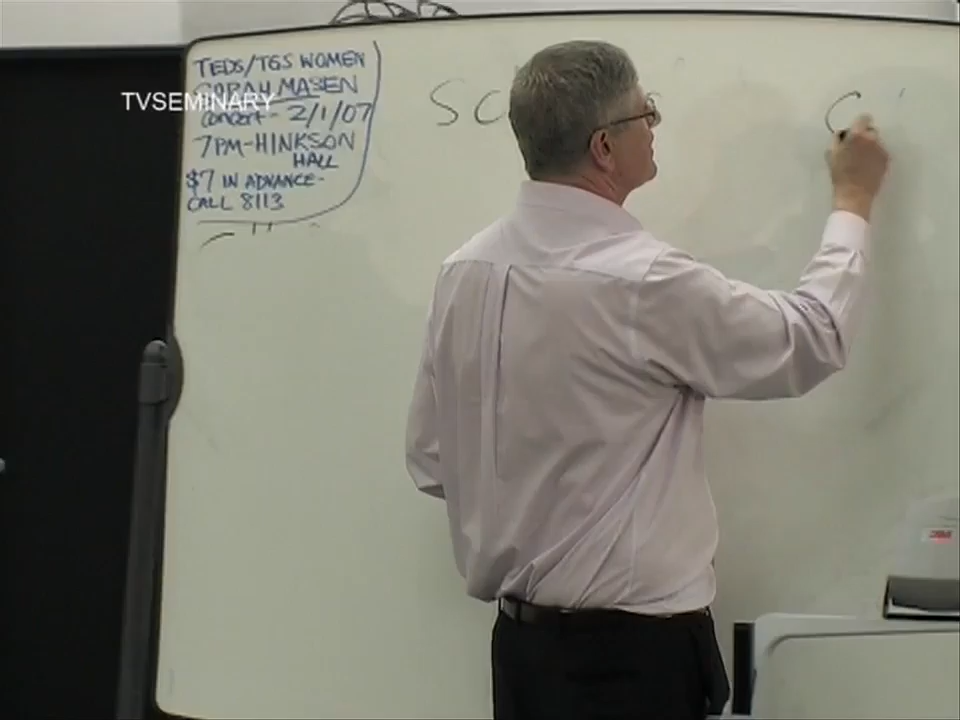 TEDS/TGS WOMEN
SARAH MASEN
TVSEMINARY
concert- 2/1/07
7PM-HINKSON
HALL
$7 IN ADVANCE-
CALL 8113
SC
C
3M